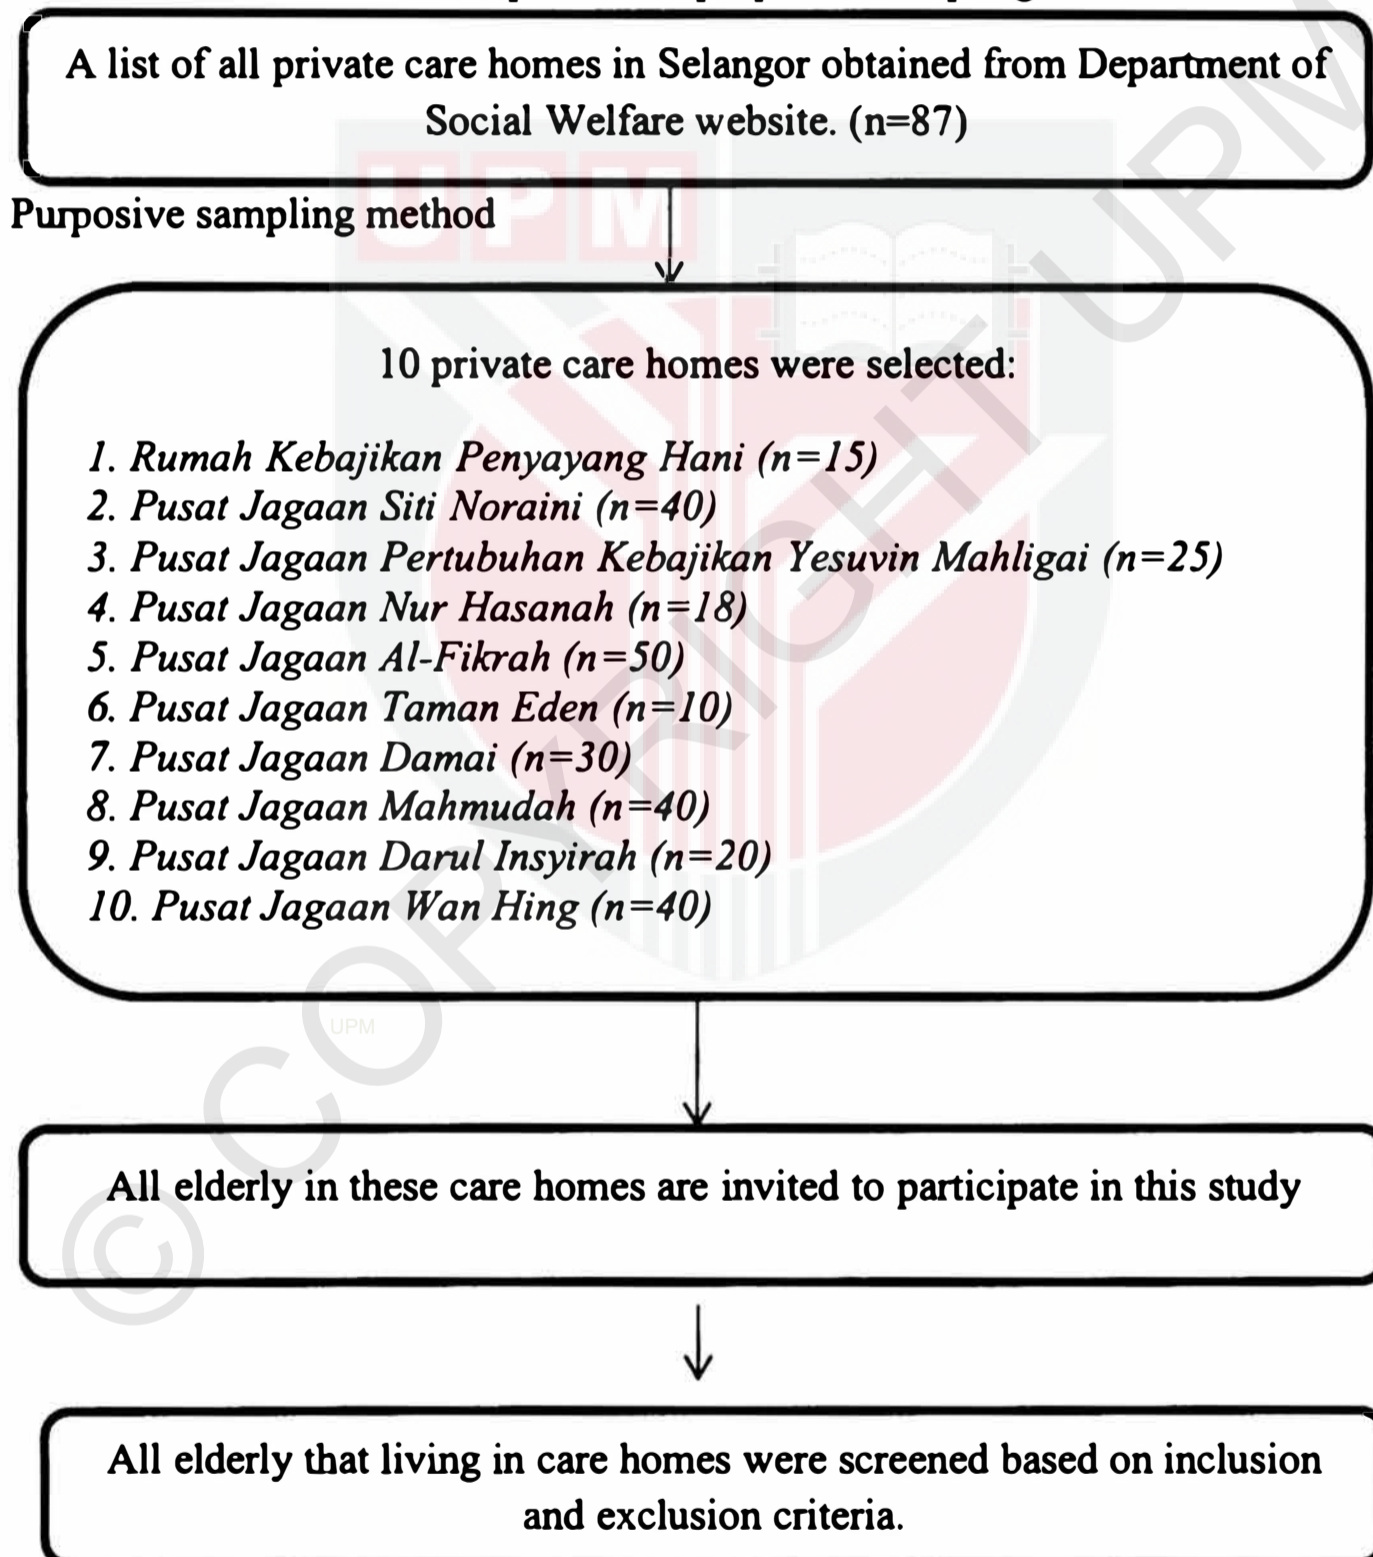 A list of all private care homes in Selangor obtained from Department of
Social Welfare website. (n=87)
Purposive sampling method
UPM
10 private care homes were selected:
1. Rumah Kebajikan Penyayang Hani (n=15)
2. Pusat Jagaan Siti Noraini (n=40)
3. Pusat Jagaan Pertubuhan Kebajikan Yesuvin Mahligai (n=25)
4. Pusat Jagaan Nur Hasanah (n=18)
5. Pusat Jagaan Al-Fikrah (n=50)
6. Pusat Jagaan Taman Eden (n=10)
7. Pusat Jagaan Damai (n=30)
8. Pusat Jagaan Mahmudah (n=40)
9. Pusat Jagaan Darul Insyirah (n=20)
10. Pusat Jagaan Wan Hing (n=40)
UPM
© COPYRIGHT UPM
All elderly in these care homes are invited to participate in this study
All elderly that living in care homes were screened based on inclusion
and exclusion criteria.